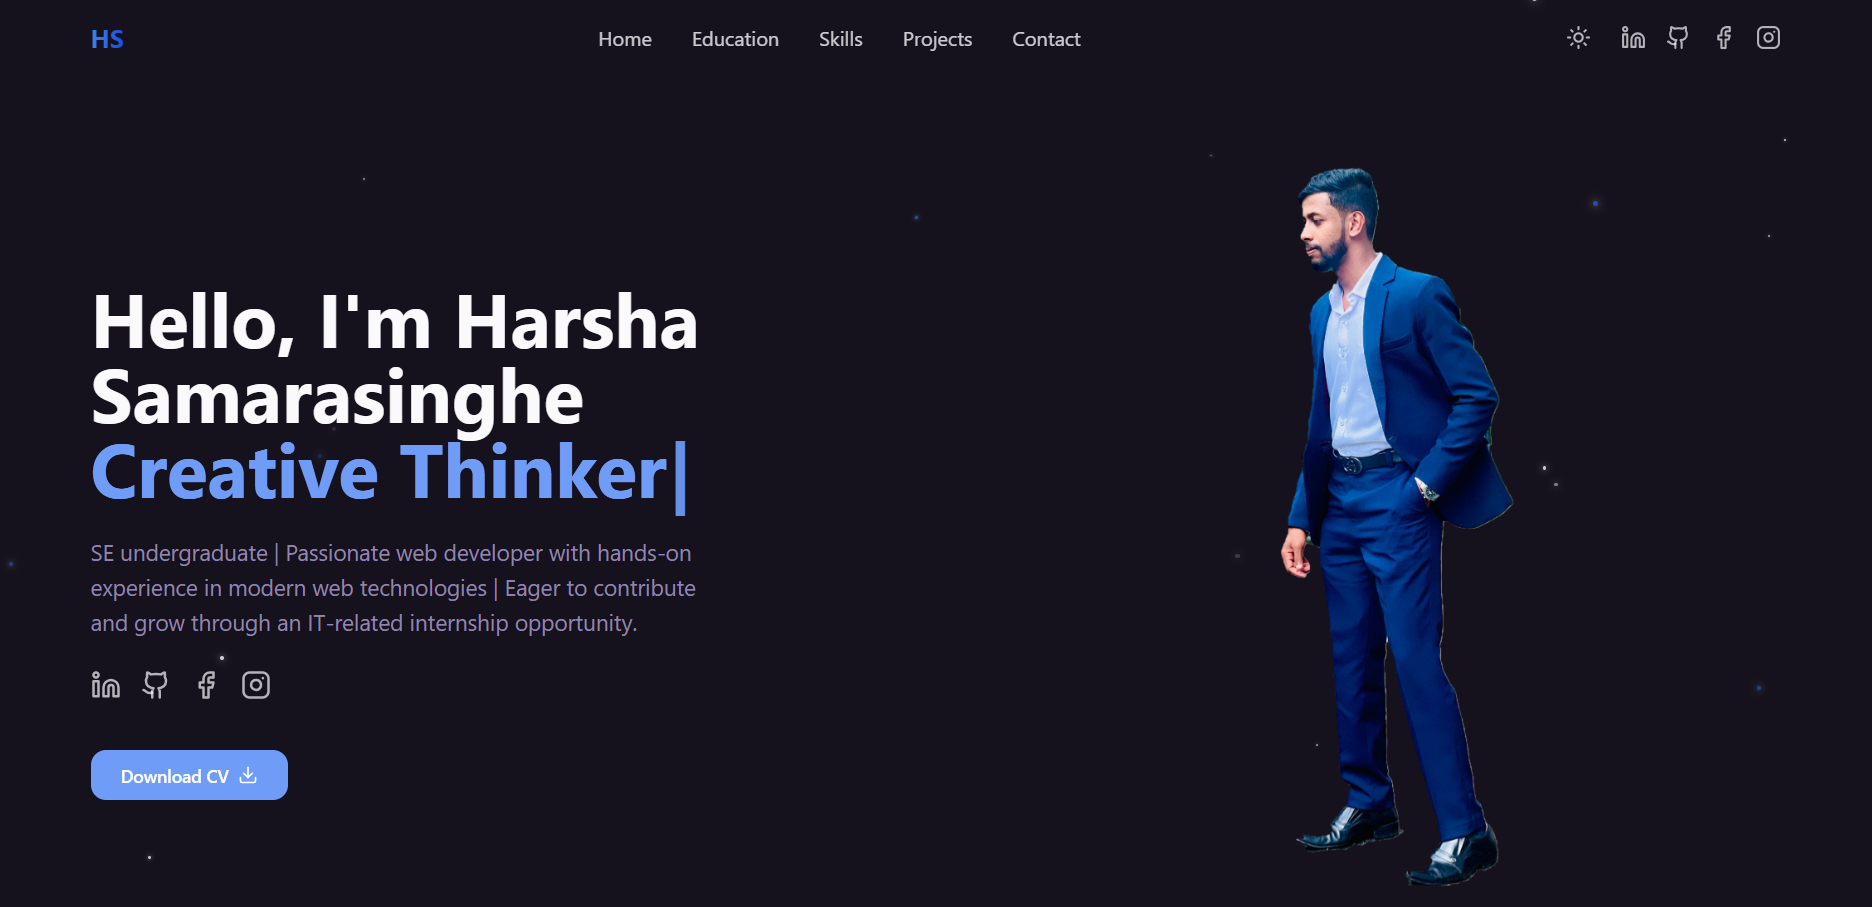 HS
Home Education Skills Projects Contact
Hello, I'm Harsha
Samarasinghe
Creative Thinker|
SE undergraduate | Passionate web developer with hands-on
experience in modern web technologies | Eager to contribute
and grow through an IT-related internship opportunity.
Download CV